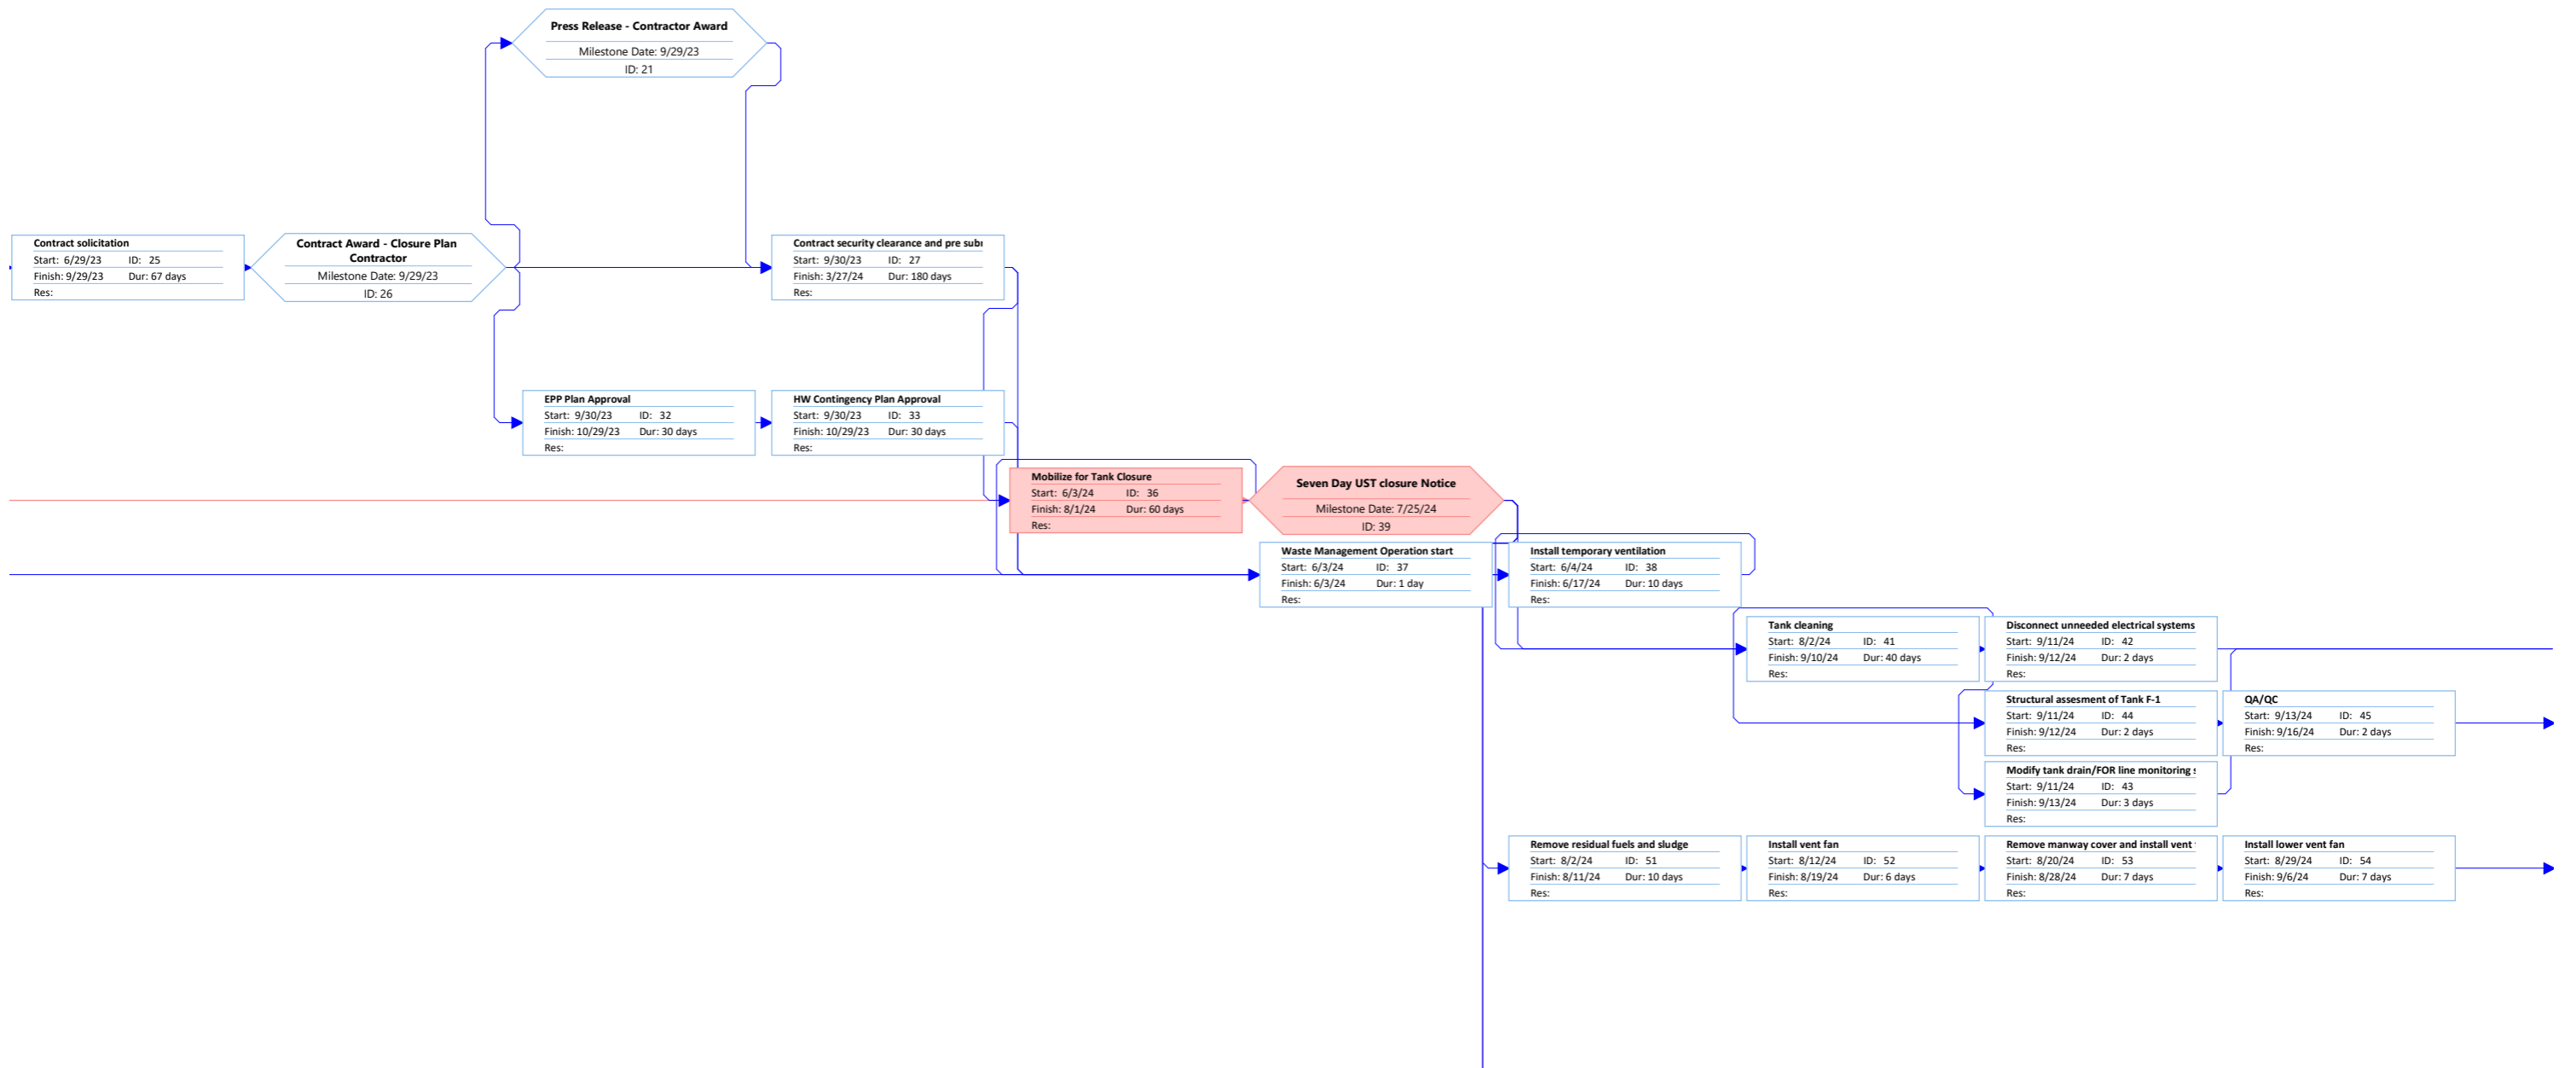 Press Release - Contractor Award
Milestone Date: 9/29/23
ID: 21
Contract solicitation
Start: 6/29/23 ID: 25
Finish: 9/29/23 Dur: 67 days
Res:
Contract Award - Closure Plan
Contractor
Milestone Date: 9/29/23
ID: 26
Contract security clearance and pre
Start: 9/30/23 ID: 27
Finish: 3/27/24 Dur: 180 days
Res:
EPP Plan Approval
Start: 9/30/23 ID: 32
Finish: 10/29/23 Dur: 30 days
Res:
HW Contingency Plan Approval
Start: 9/30/23 ID: 33
Finish: 10/29/23 Dur: 30 days
Res:
Mobilize for Tank Closure
Start: 6/3/24 ID: 36
Finish: 8/1/24 Dur: 60 days
Res:
Seven Day UST closure Notice
Milestone Date: 7/25/24
ID: 39
Waste Management Operation start
Start: 6/3/24 ID: 37
Finish: 6/3/24 Dur: 1 day
Res:
Install temporary ventilation
Start: 6/4/24 ID: 38
Finish: 6/17/24 Dur: 10 days
Res:
Tank cleaning
Start: 8/2/24 ID: 41
Finish: 9/10/24 Dur: 40 days
Res:
Disconnect unneeded electrical systems
Start: 9/11/24 ID: 42
Finish: 9/12/24 Dur: 2 days
Res:
Structural assesment of Tank F-1
Start: 9/11/24 ID: 44
Finish: 9/12/24 Dur: 2 days
Res:
QA/QC
Start: 9/13/24 ID: 45
Finish: 9/16/24 Dur: 2 days
Res:
Modify tank drain/FOR line monitoring
Start: 9/11/24 ID: 43
Finish: 9/13/24 Dur: 3 days
Res:
Remove residual fuels and sludge
Start: 8/2/24 ID: 51
Finish: 8/11/24 Dur: 10 days
Res:
Install vent fan
Start: 8/12/24 ID: 52
Finish: 8/19/24 Dur: 6 days
Res:
Remove manway cover and install vent
Start: 8/20/24 ID: 53
Finish: 8/28/24 Dur: 7 days
Res:
Install lower vent fan
Start: 8/29/24 ID: 54
Finish: 9/6/24 Dur: 7 days
Res: